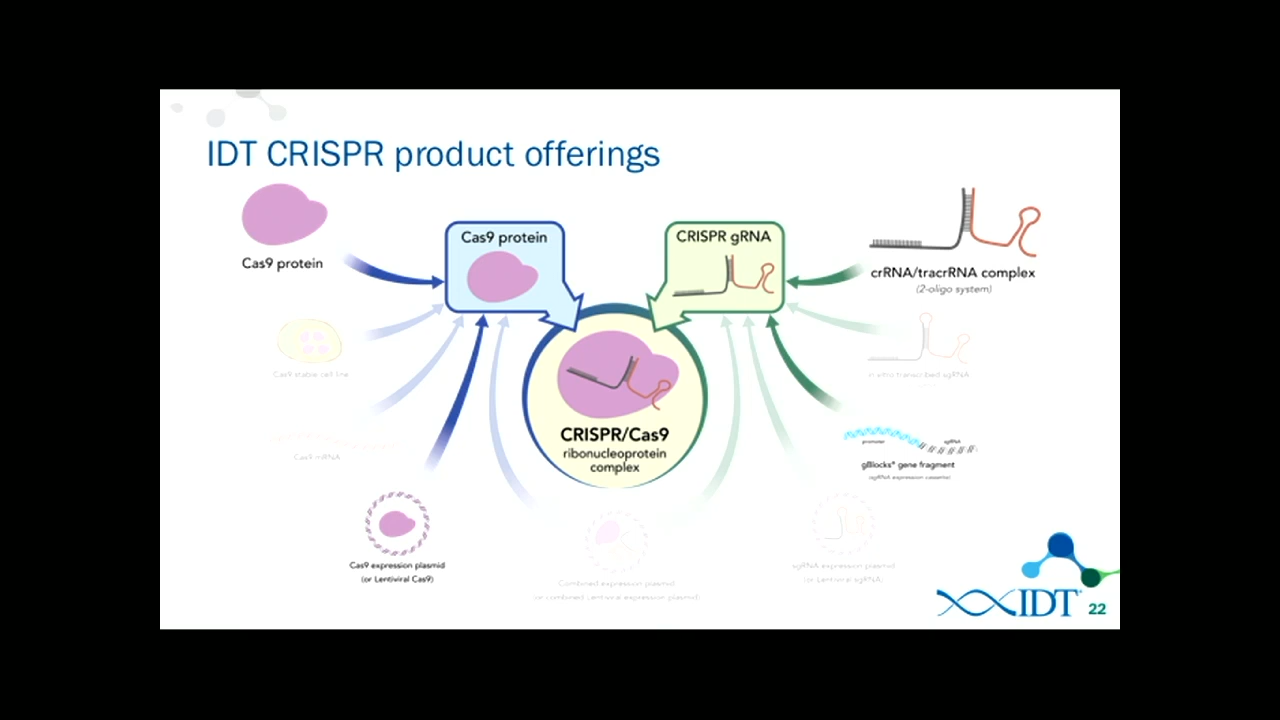 IDT CRISPR product offerings
Cas9 protein
Cas9 protein
CRISPR gRNA
crRNA/tracrRNA complex
(2-oligo system)
Cas9 stable cell line
In vitro transcribed sgRNA
CRISPR/Cas9
ribonucleoprotein
complex
Cas9 mRNA
promoter
sgRNA
gBlocks® gene fragment
(sgRNA expression cassette)
Cas9 expression plasmid
(or Lentiviral Cas9)
Combined expression plasmid
(or combined Lentiviral expression plasmid)
sgRNA expression plasmid
(or Lentiviral sgRNA)
IDT
22